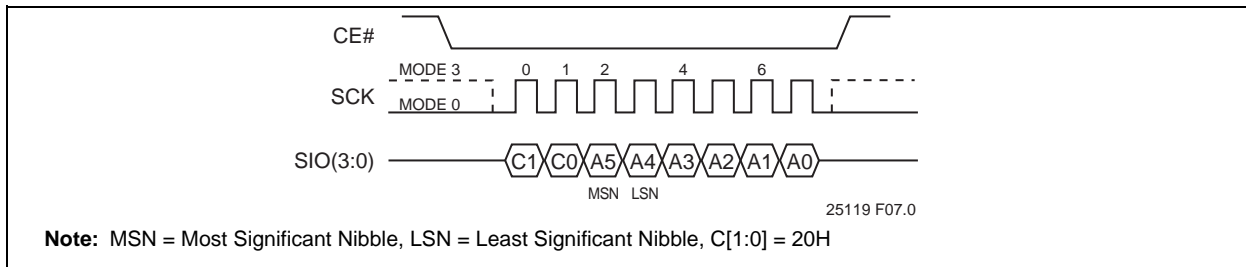 CE#
MODE 3 0 1 2 4 6
SCK
MODE 0
SIO(3:0) C1 C0 A5 A4 A3 A2 A1 A0
MSN LSN
25119 F07.0
Note: MSN = Most Significant Nibble, LSN = Least Significant Nibble, C[1:0] = 20H